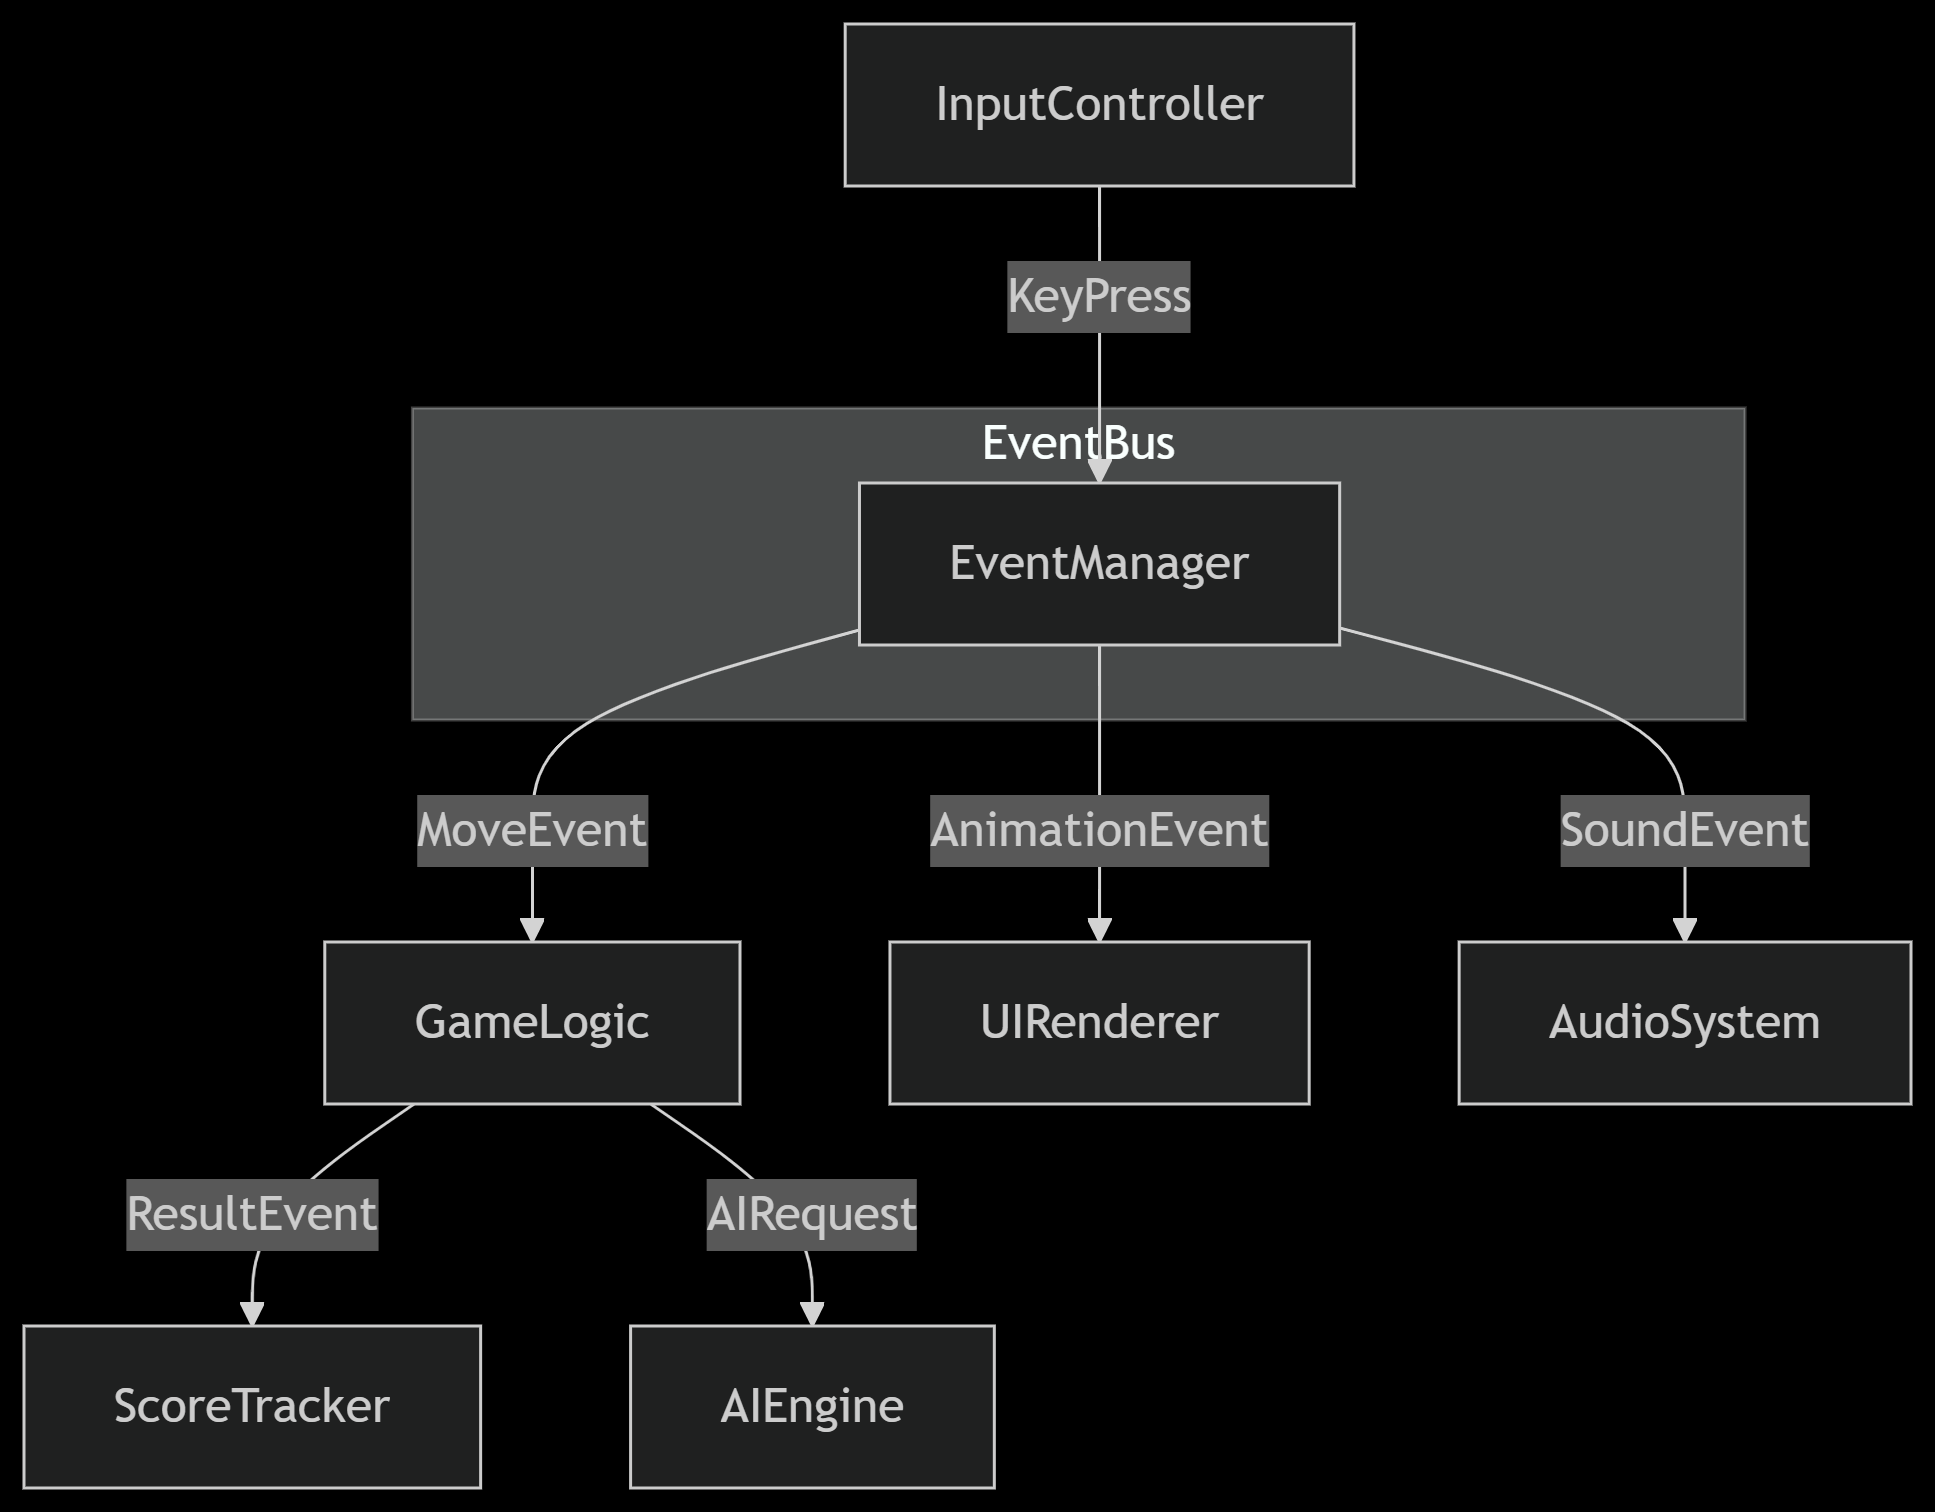 InputController
KeyPress
EventBus
EventManager
MoveEvent
AnimationEvent
SoundEvent
GameLogic
UIRenderer
AudioSystem
ResultEvent
AIRequest
ScoreTracker
AIEngine